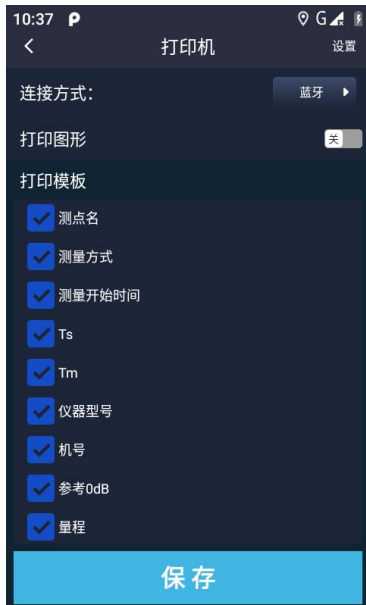 10:37 G
打印机 设置
连接方式： 蓝牙
打印图形 关
打印模板
测点名
测量方式
测量开始时间
Ts
Tm
仪器型号
机号
参考0dB
量程
保存